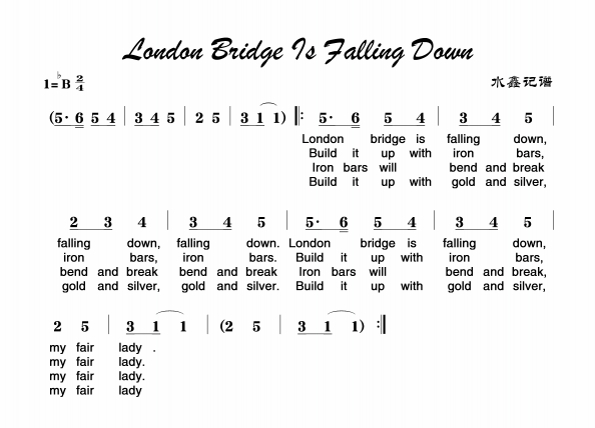 London Bridge Is Falling Down
1=♭B 2/4
水鑫记谱
(5· 6 5 4 | 3 4 5 | 2 5 | 3 1 1) ‖: 5· 6 5 4 | 3 4 5 |
London bridge is falling down,
Build it up with iron bars,
Iron bars will bend and break
Build it up with gold and silver,
2 3 4 | 3 4 5 | 5· 6 5 4 | 3 4 5 |
falling down, falling down. London bridge is falling down,
iron bars, iron bars. Build it up with iron bars,
bend and break bend and break Iron bars will bend and break,
gold and silver, gold and silver. Build it up with gold and silver,
2 5 | 3 1 1 | (2 5 | 3 1 1) :‖
my fair lady .
my fair lady.
my fair lady.
my fair lady